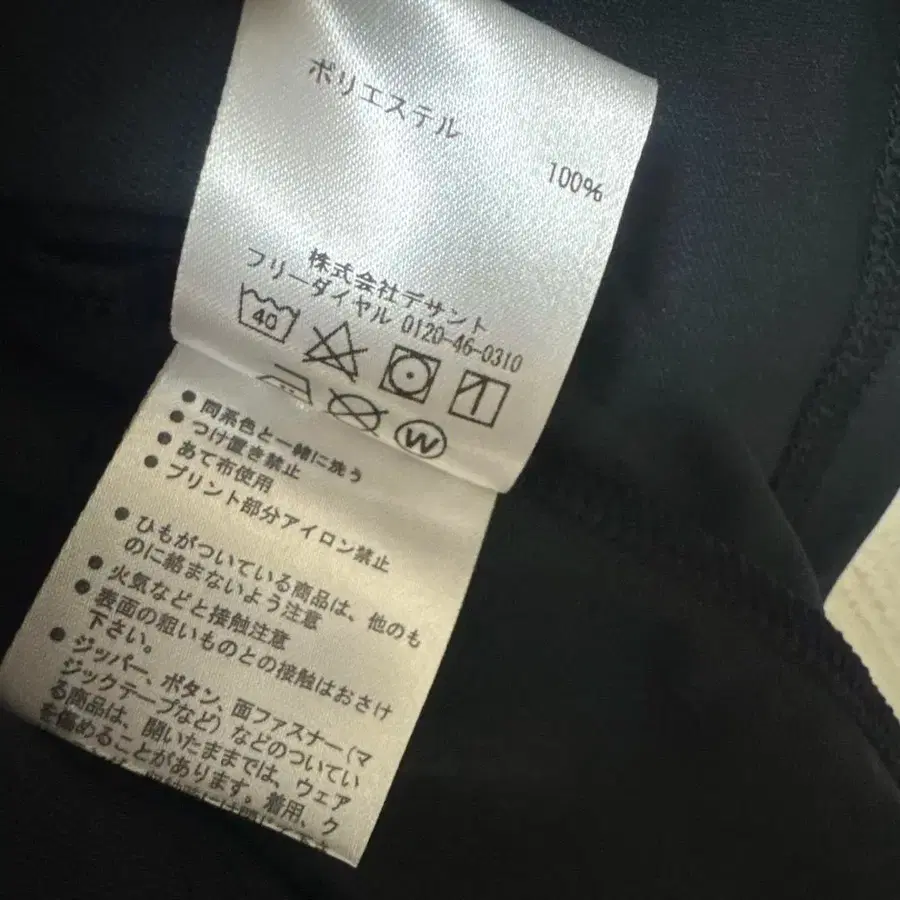 ポリエステル
100%
株式会社デサント
フリーダイヤル 0120-46-0310
40
W
● 同系色と一緒に洗う
● つけ置き禁止
● あて布使用
● プリント部分アイロン禁止
● ひもがついている商品は、他のも
のに絡まないよう注意
● 火気などと接触注意
● 表面の粗いものとの接触はおさけ
下さい。
● ジッパー、ボタン、面ファスナー(マ
ジックテープなど)などのついてい
る商品は、開いたままでは、ウェア
を傷めることがあります。着用、ク